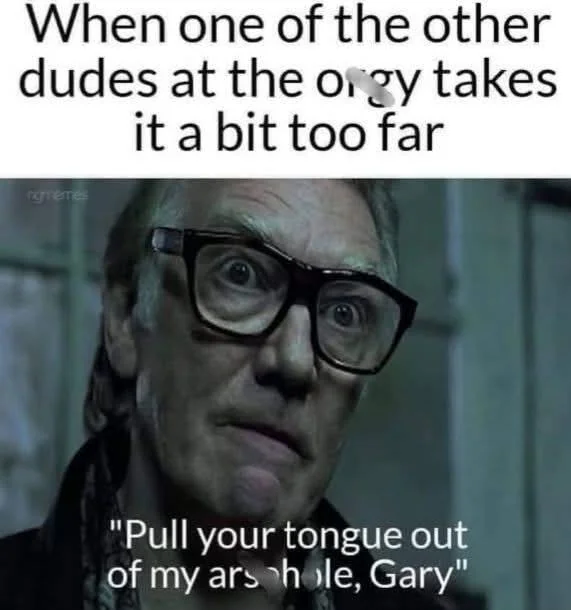 When one of the other
dudes at the orgy takes
it a bit too far
ngmemes
"Pull your tongue out
of my arsehole, Gary"